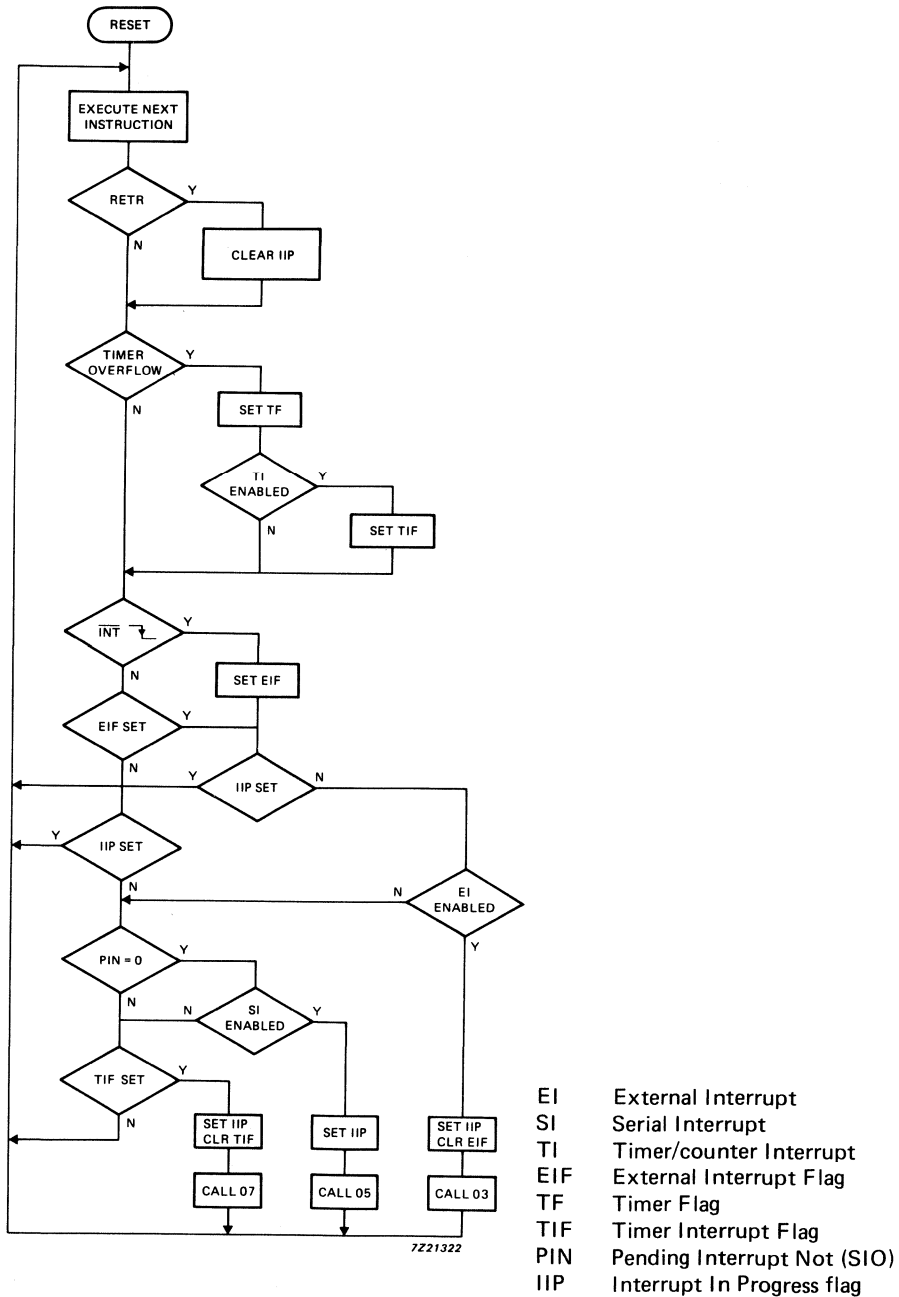 RESET
EXECUTE NEXT
INSTRUCTION
RETR
Y
N
CLEAR IIP
TIMER
OVERFLOW
Y
N
SET TF
TI
ENABLED
Y
N
SET TIF
INT
Y
N
SET EIF
EIF SET
Y
N
IIP SET
Y
N
IIP SET
Y
N
EI
ENABLED
N
Y
PIN = 0
Y
N
SI
ENABLED
N
Y
TIF SET
Y
N
SET IIP
CLR TIF
CALL 07
SET IIP
CALL 05
SET IIP
CLR EIF
CALL 03
7Z21322
EI External Interrupt
SI Serial Interrupt
TI Timer/counter Interrupt
EIF External Interrupt Flag
TF Timer Flag
TIF Timer Interrupt Flag
PIN Pending Interrupt Not (SIO)
IIP Interrupt In Progress flag